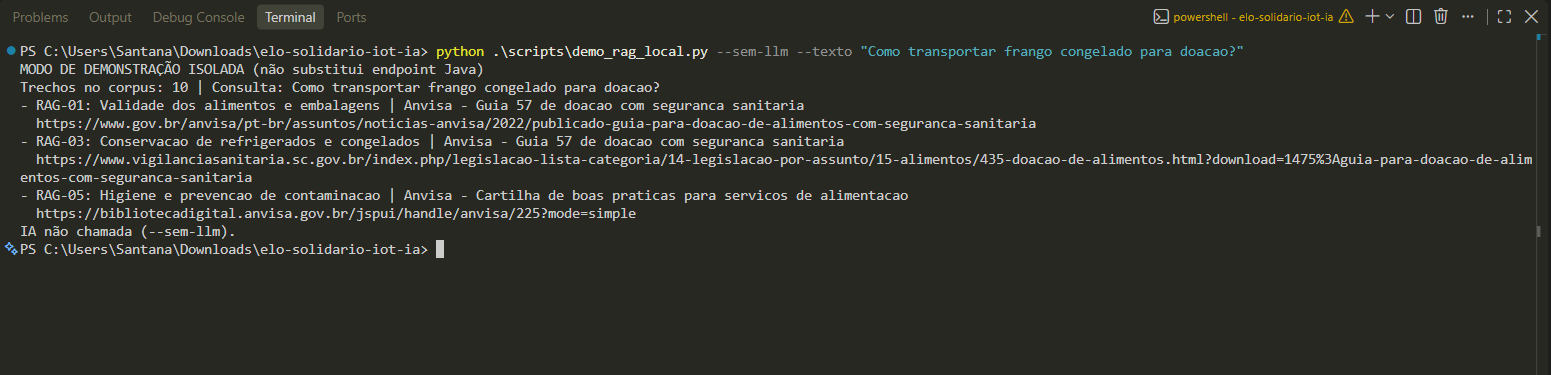 Problems Output Debug Console Terminal Ports powershell - elo-solidario-iot-ia
PS C:\Users\Santana\Downloads\elo-solidario-iot-ia> python .\scripts\demo_rag_local.py --sem-llm --texto "Como transportar frango congelado para doacao?"
MODO DE DEMONSTRAÇÃO ISOLADA (não substitui endpoint Java)
Trechos no corpus: 10 | Consulta: Como transportar frango congelado para doacao?
- RAG-01: Validade dos alimentos e embalagens | Anvisa - Guia 57 de doacao com seguranca sanitaria
https://www.gov.br/anvisa/pt-br/assuntos/noticias-anvisa/2022/publicado-guia-para-doacao-de-alimentos-com-seguranca-sanitaria
- RAG-03: Conservacao de refrigerados e congelados | Anvisa - Guia 57 de doacao com seguranca sanitaria
https://www.vigilanciasanitaria.sc.gov.br/index.php/legislacao-lista-categoria/14-legislacao-por-assunto/15-alimentos/435-doacao-de-alimentos.html?download=1475%3Aguia-para-doacao-de-alim
entos-com-seguranca-sanitaria
- RAG-05: Higiene e prevencao de contaminacao | Anvisa - Cartilha de boas praticas para servicos de alimentacao
https://bibliotecadigital.anvisa.gov.br/jspui/handle/anvisa/225?mode=simple
IA não chamada (--sem-llm).
PS C:\Users\Santana\Downloads\elo-solidario-iot-ia>